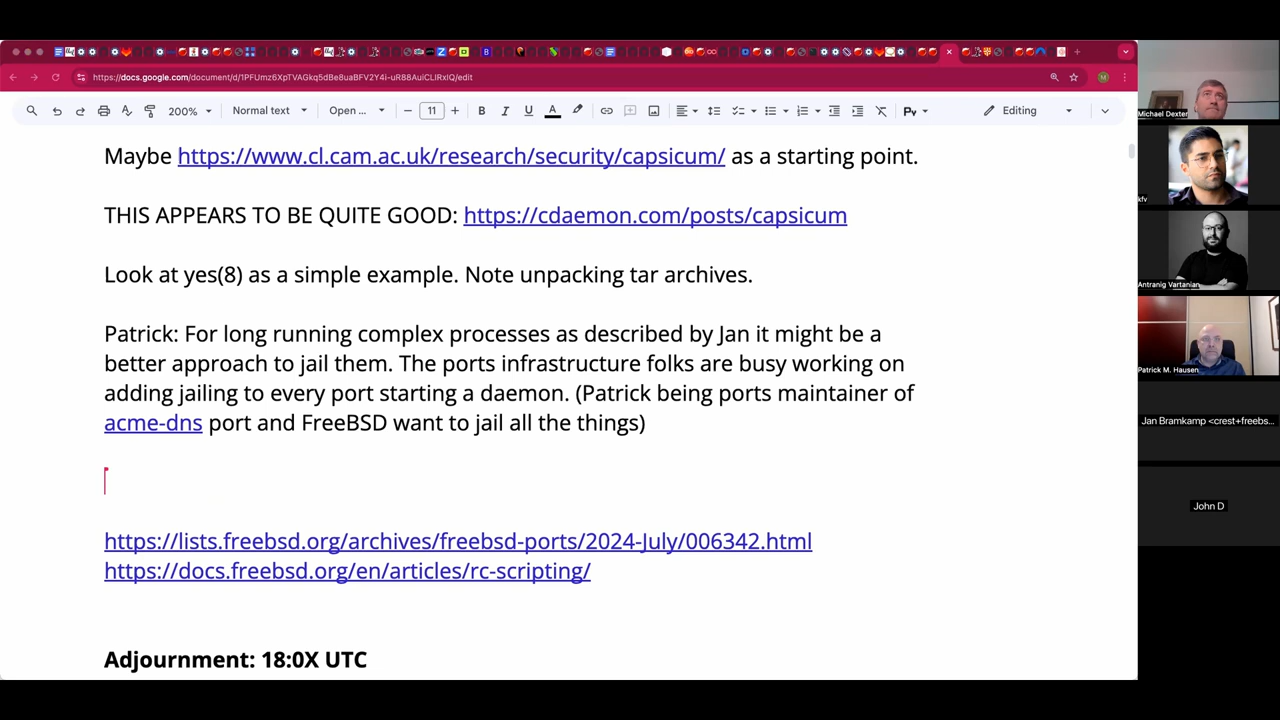 https://docs.google.com/document/d/1PFUmz6XpTVAGkq5dBe8uaBFV2Y4i-uR88AuiCLIRxIQ/edit
M
200%
Normal text
Open ...
11
Editing
Maybe https://www.cl.cam.ac.uk/research/security/capsicum/ as a starting point.
THIS APPEARS TO BE QUITE GOOD: https://cdaemon.com/posts/capsicum
Look at yes(8) as a simple example. Note unpacking tar archives.
Patrick: For long running complex processes as described by Jan it might be a
better approach to jail them. The ports infrastructure folks are busy working on
adding jailing to every port starting a daemon. (Patrick being ports maintainer of
acme-dns port and FreeBSD want to jail all the things)
https://lists.freebsd.org/archives/freebsd-ports/2024-July/006342.html
https://docs.freebsd.org/en/articles/rc-scripting/
Adjournment: 18:0X UTC
Michael Dexter
kfv
Antranig Vartanian
Patrick M. Hausen
Jan Bramkamp <crest+freebs...
John D